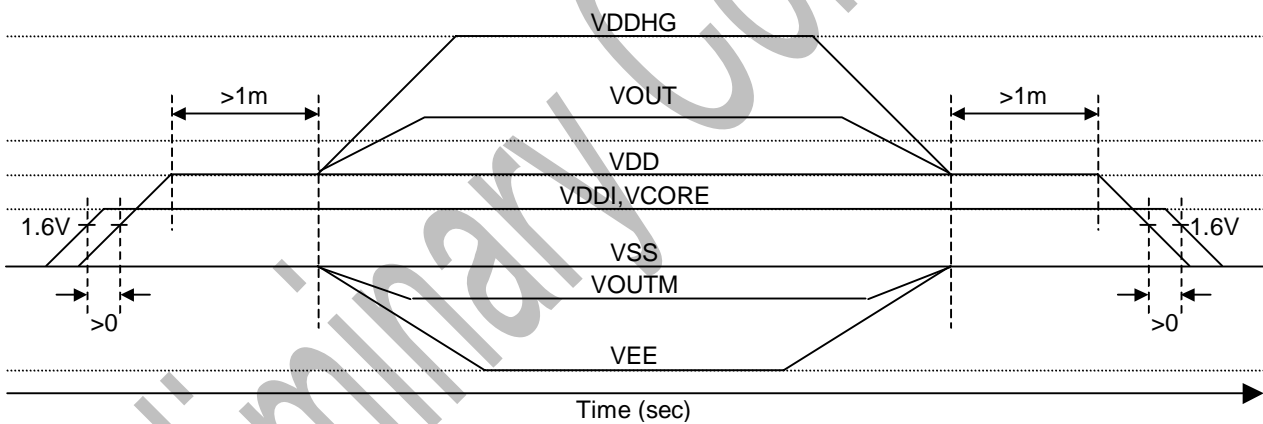 VDDHG
>1m
VOUT
>1m
VDD
VDDI,VCORE
1.6V
1.6V
VSS
VOUTM
>0
>0
VEE
Time (sec)